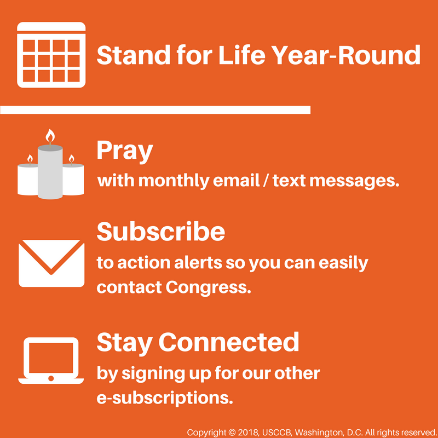 Stand for Life Year-Round
Pray
with monthly email / text messages.
Subscribe
to action alerts so you can easily
contact Congress.
Stay Connected
by signing up for our other
e-subscriptions.
Copyright © 2018, USCCB, Washington, D.C. All rights reserved.